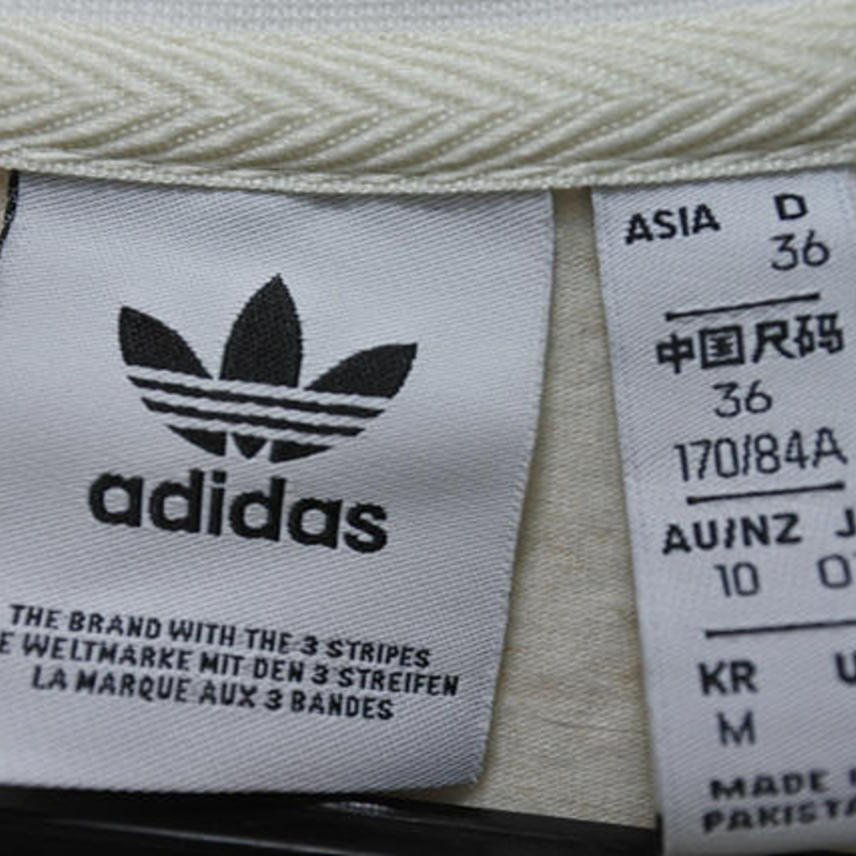 adidas
THE BRAND WITH THE 3 STRIPES
WELTMARKE MIT DEN 3 STREIFEN
LA MARQUE AUX 3 BANDES
ASIA D
36
中国尺码
36
170/84A
AU/NZ J
10
KR
M
MADE